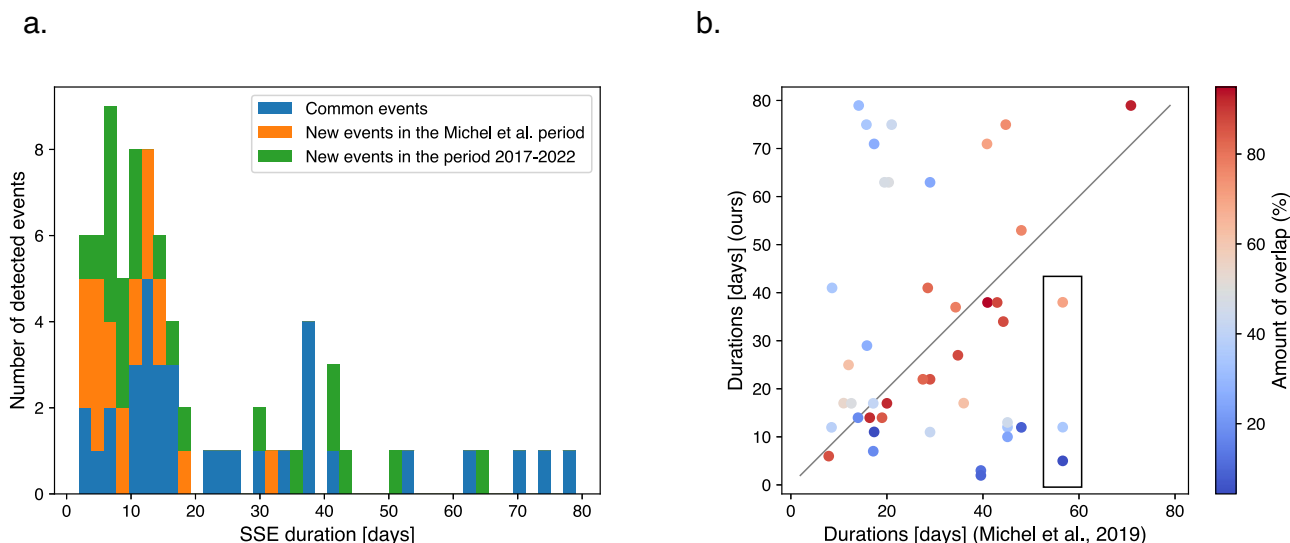 a.
Common events
New events in the Michel et al. period
New events in the period 2017-2022
Number of detected events
0
2
4
6
8
0 10 20 30 40 50 60 70 80
SSE duration [days]
b.
Durations [days] (ours)
80
70
60
50
40
30
20
10
0
0 20 40 60 80
Durations [days] (Michel et al., 2019)
80
60
40
20
Amount of overlap (%)